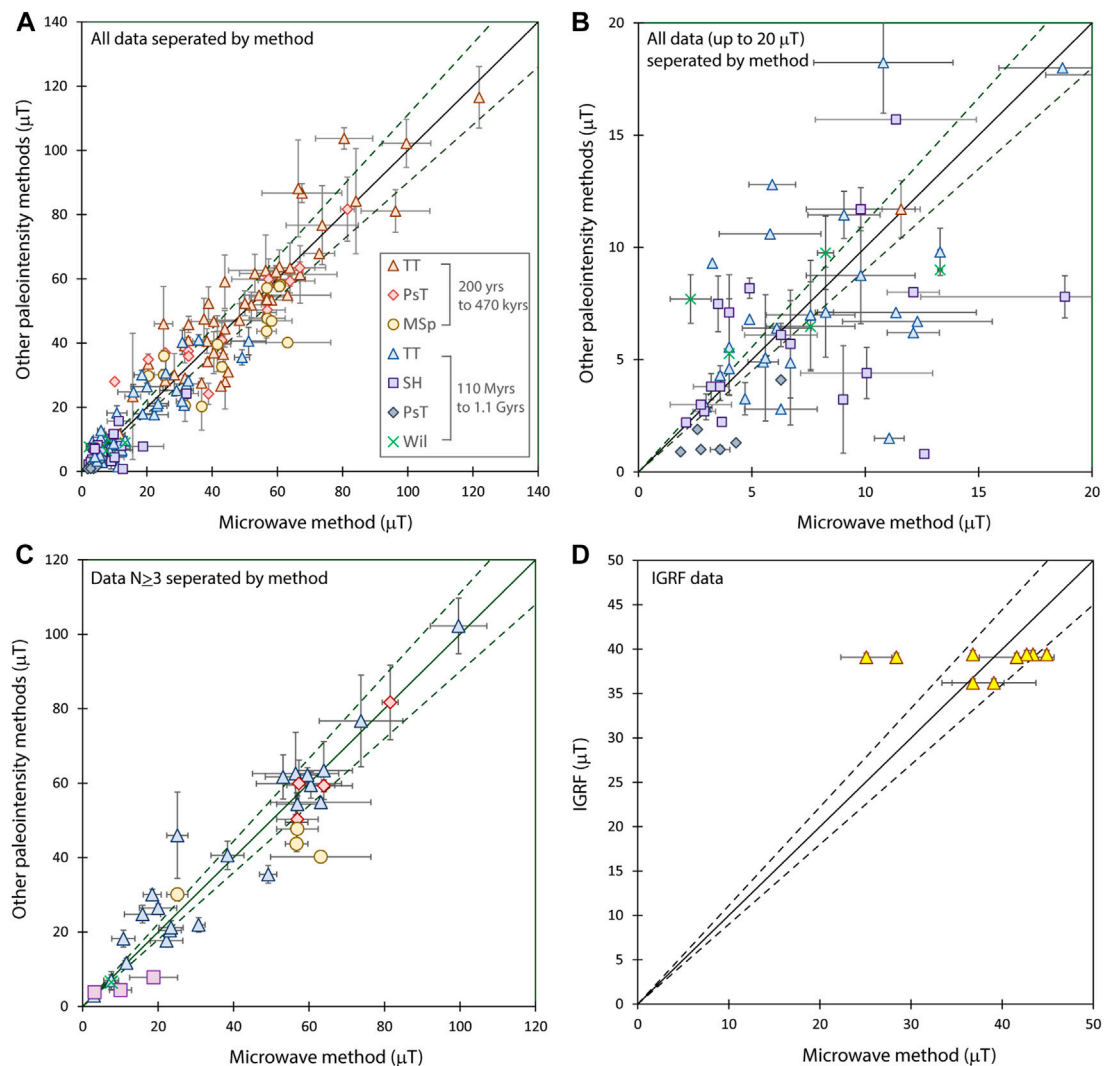 A
All data seperated by method
Other paleointensity methods (μT)
140
120
100
80
60
40
20
0
0
20
40
60
80
100
120
140
Microwave method (μT)
TT
PsT
MSp
200 yrs
to 470 kyrs
TT
SH
PsT
Wil
110 Myrs
to 1.1 Gyrs
B
All data (up to 20 μT)
seperated by method
Other paleointensity methods (μT)
20
15
10
5
0
0
5
10
15
20
Microwave method (μT)
C
Data N≥3 seperated by method
Other paleointensity methods (μT)
120
100
80
60
40
20
0
0
20
40
60
80
100
120
Microwave method (μT)
D
IGRF data
IGRF (μT)
50
45
40
35
30
25
20
15
10
5
0
0
10
20
30
40
50
Microwave method (μT)